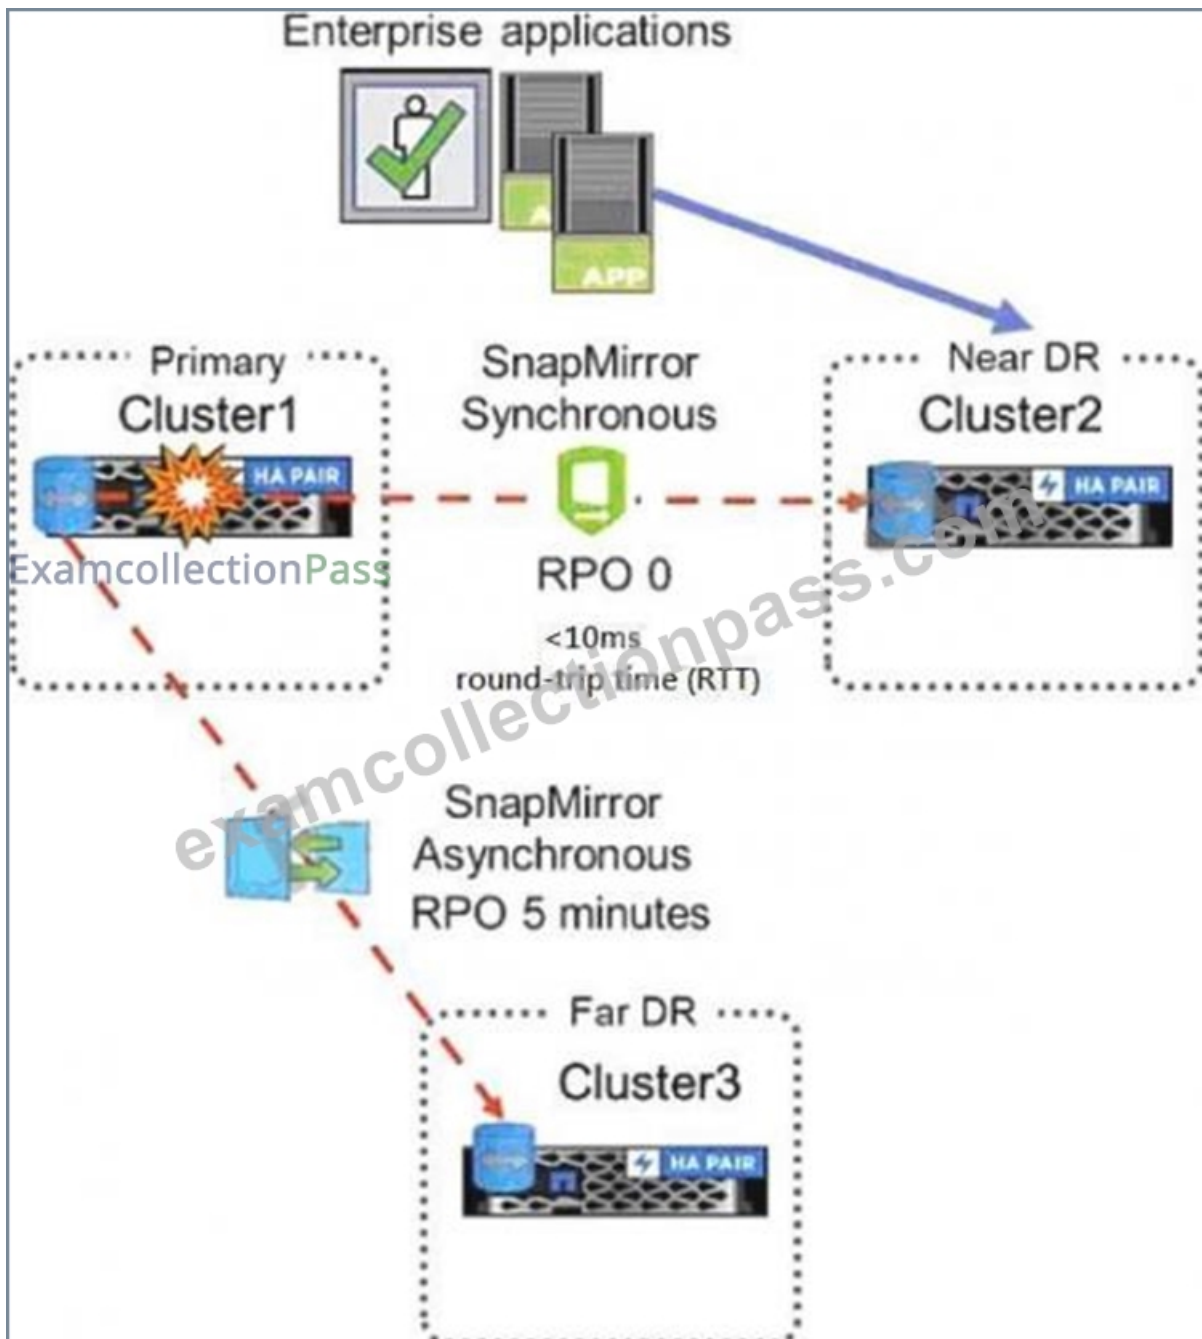 Enterprise applications
APP
Primary
Cluster1
HA PAIR
SnapMirror
Synchronous
RPO 0
<10ms
round-trip time (RTT)
Near DR
Cluster2
HA PAIR
ExamcollectionPass
examcollectionpass.com
SnapMirror
Asynchronous
RPO 5 minutes
Far DR
Cluster3
HA PAIR